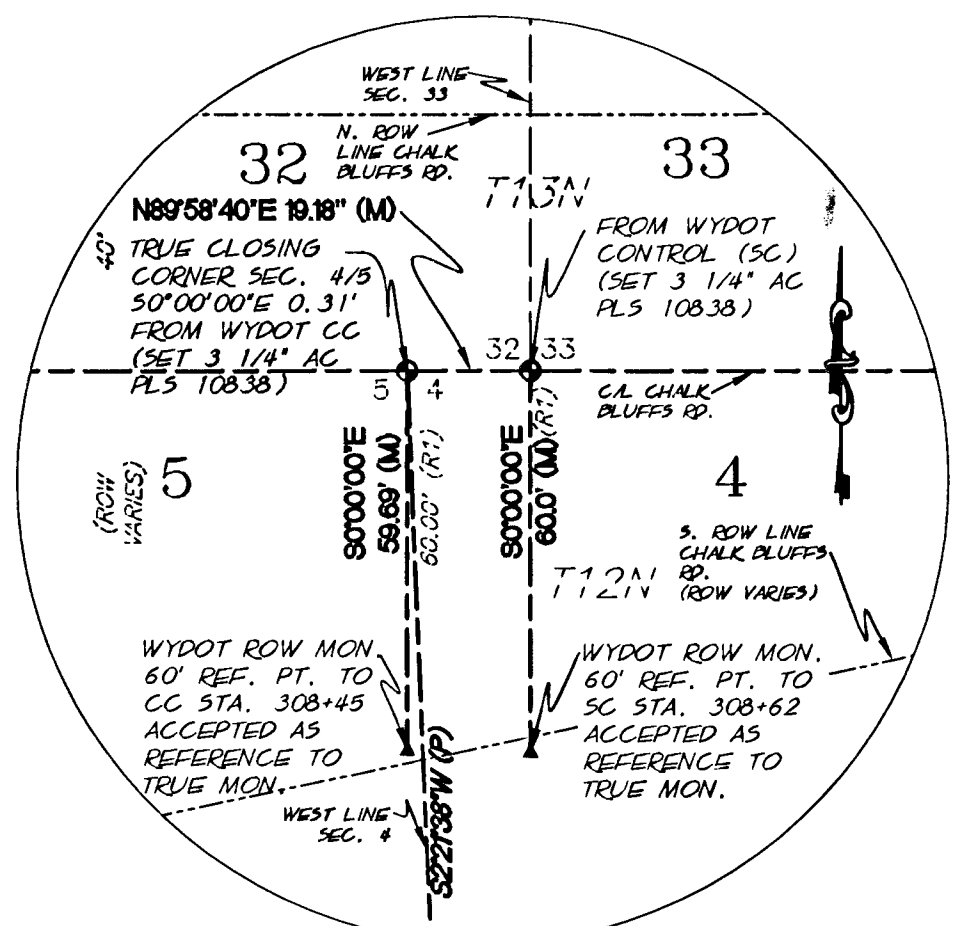 WEST LINE
SEC. 33
N. ROW
LINE CHALK
BLUFFS RD.
32
33
T13N
N89°58'40"E 19.18" (M)
40'
TRUE CLOSING
CORNER SEC. 4/5
S0°00'00"E 0.31'
FROM WYDOT CC
(SET 3 1/4" AC
PLS 10838)
FROM WYDOT
CONTROL (SC)
(SET 3 1/4" AC
PLS 10838)
32 33
5 4
C/L CHALK
BLUFFS RD.
S0°00'00"E
59.69' (M)
60.00' (R1)
S0°00'00"E
60.0' (M)(R1)
(ROW
VARIES)
5
4
T12N
S. ROW LINE
CHALK BLUFFS
RD.
(ROW VARIES)
WYDOT ROW MON.
60' REF. PT. TO
CC STA. 308+45
ACCEPTED AS
REFERENCE TO
TRUE MON.
WYDOT ROW MON.
60' REF. PT. TO
SC STA. 308+62
ACCEPTED AS
REFERENCE TO
TRUE MON.
WEST LINE
SEC. 4